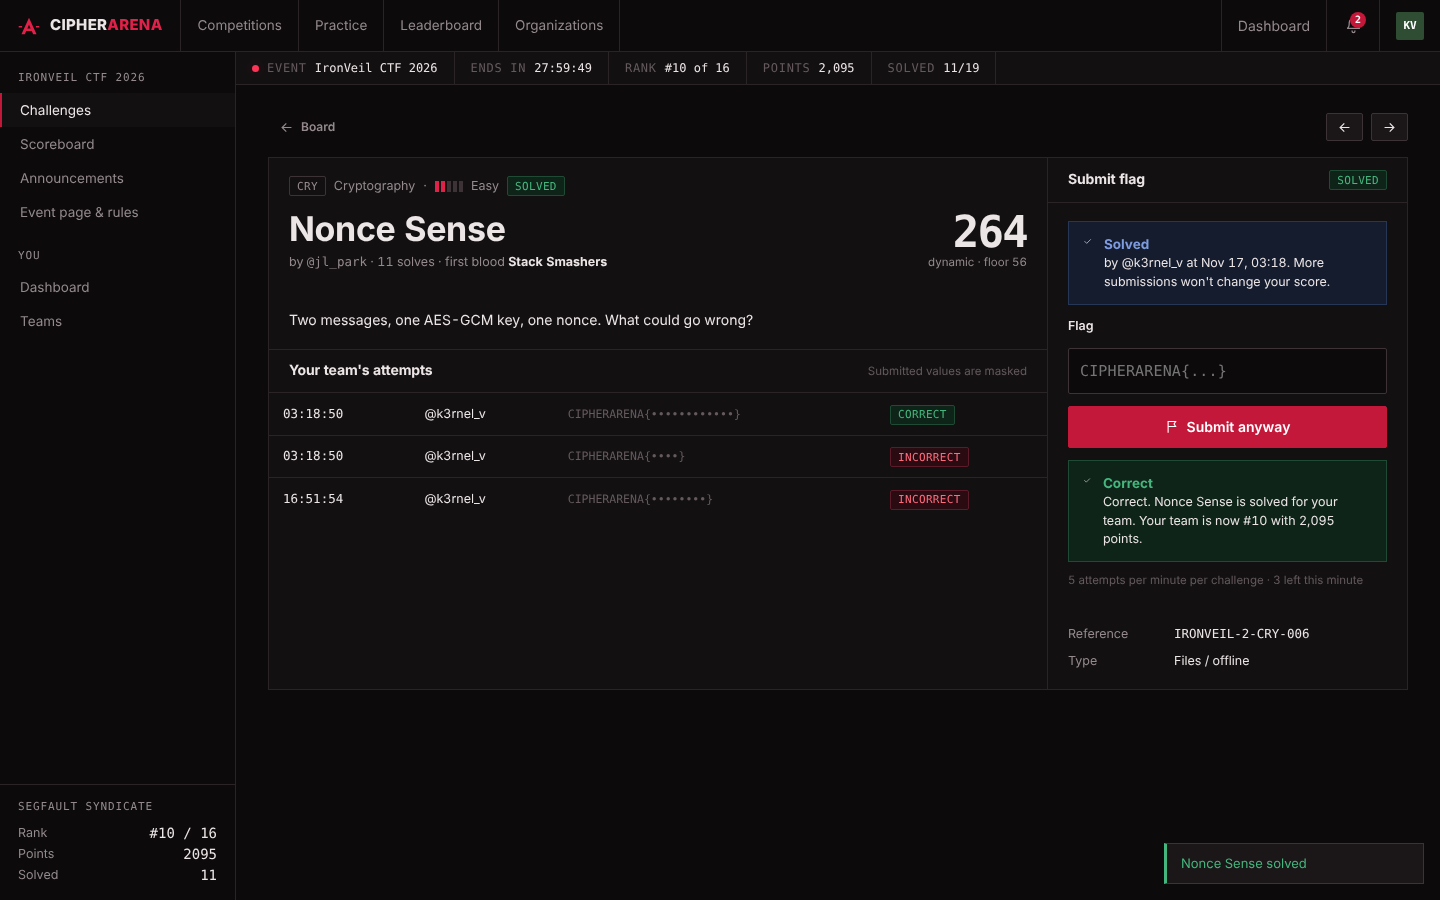 CIPHERARENA
Competitions
Practice
Leaderboard
Organizations
Dashboard
2
KV
IRONVEIL CTF 2026
Challenges
Scoreboard
Announcements
Event page & rules
YOU
Dashboard
Teams
SEGFAULT SYNDICATE
Rank #10 / 16
Points 2095
Solved 11
EVENT IronVeil CTF 2026
ENDS IN 27:59:49
RANK #10 of 16
POINTS 2,095
SOLVED 11/19
← Board
← →
CRY Cryptography · Easy SOLVED
Nonce Sense
264
by @jl_park · 11 solves · first blood Stack Smashers
dynamic · floor 56
Two messages, one AES-GCM key, one nonce. What could go wrong?
Your team's attempts
Submitted values are masked
03:18:50 @k3rnel_v CIPHERARENA{••••••••••••} CORRECT
03:18:50 @k3rnel_v CIPHERARENA{••••} INCORRECT
16:51:54 @k3rnel_v CIPHERARENA{••••••••} INCORRECT
Submit flag
SOLVED
Solved
by @k3rnel_v at Nov 17, 03:18. More
submissions won't change your score.
Flag
CIPHERARENA{...}
Submit anyway
Correct
Correct. Nonce Sense is solved for your
team. Your team is now #10 with 2,095
points.
5 attempts per minute per challenge · 3 left this minute
Reference IRONVEIL-2-CRY-006
Type Files / offline
Nonce Sense solved